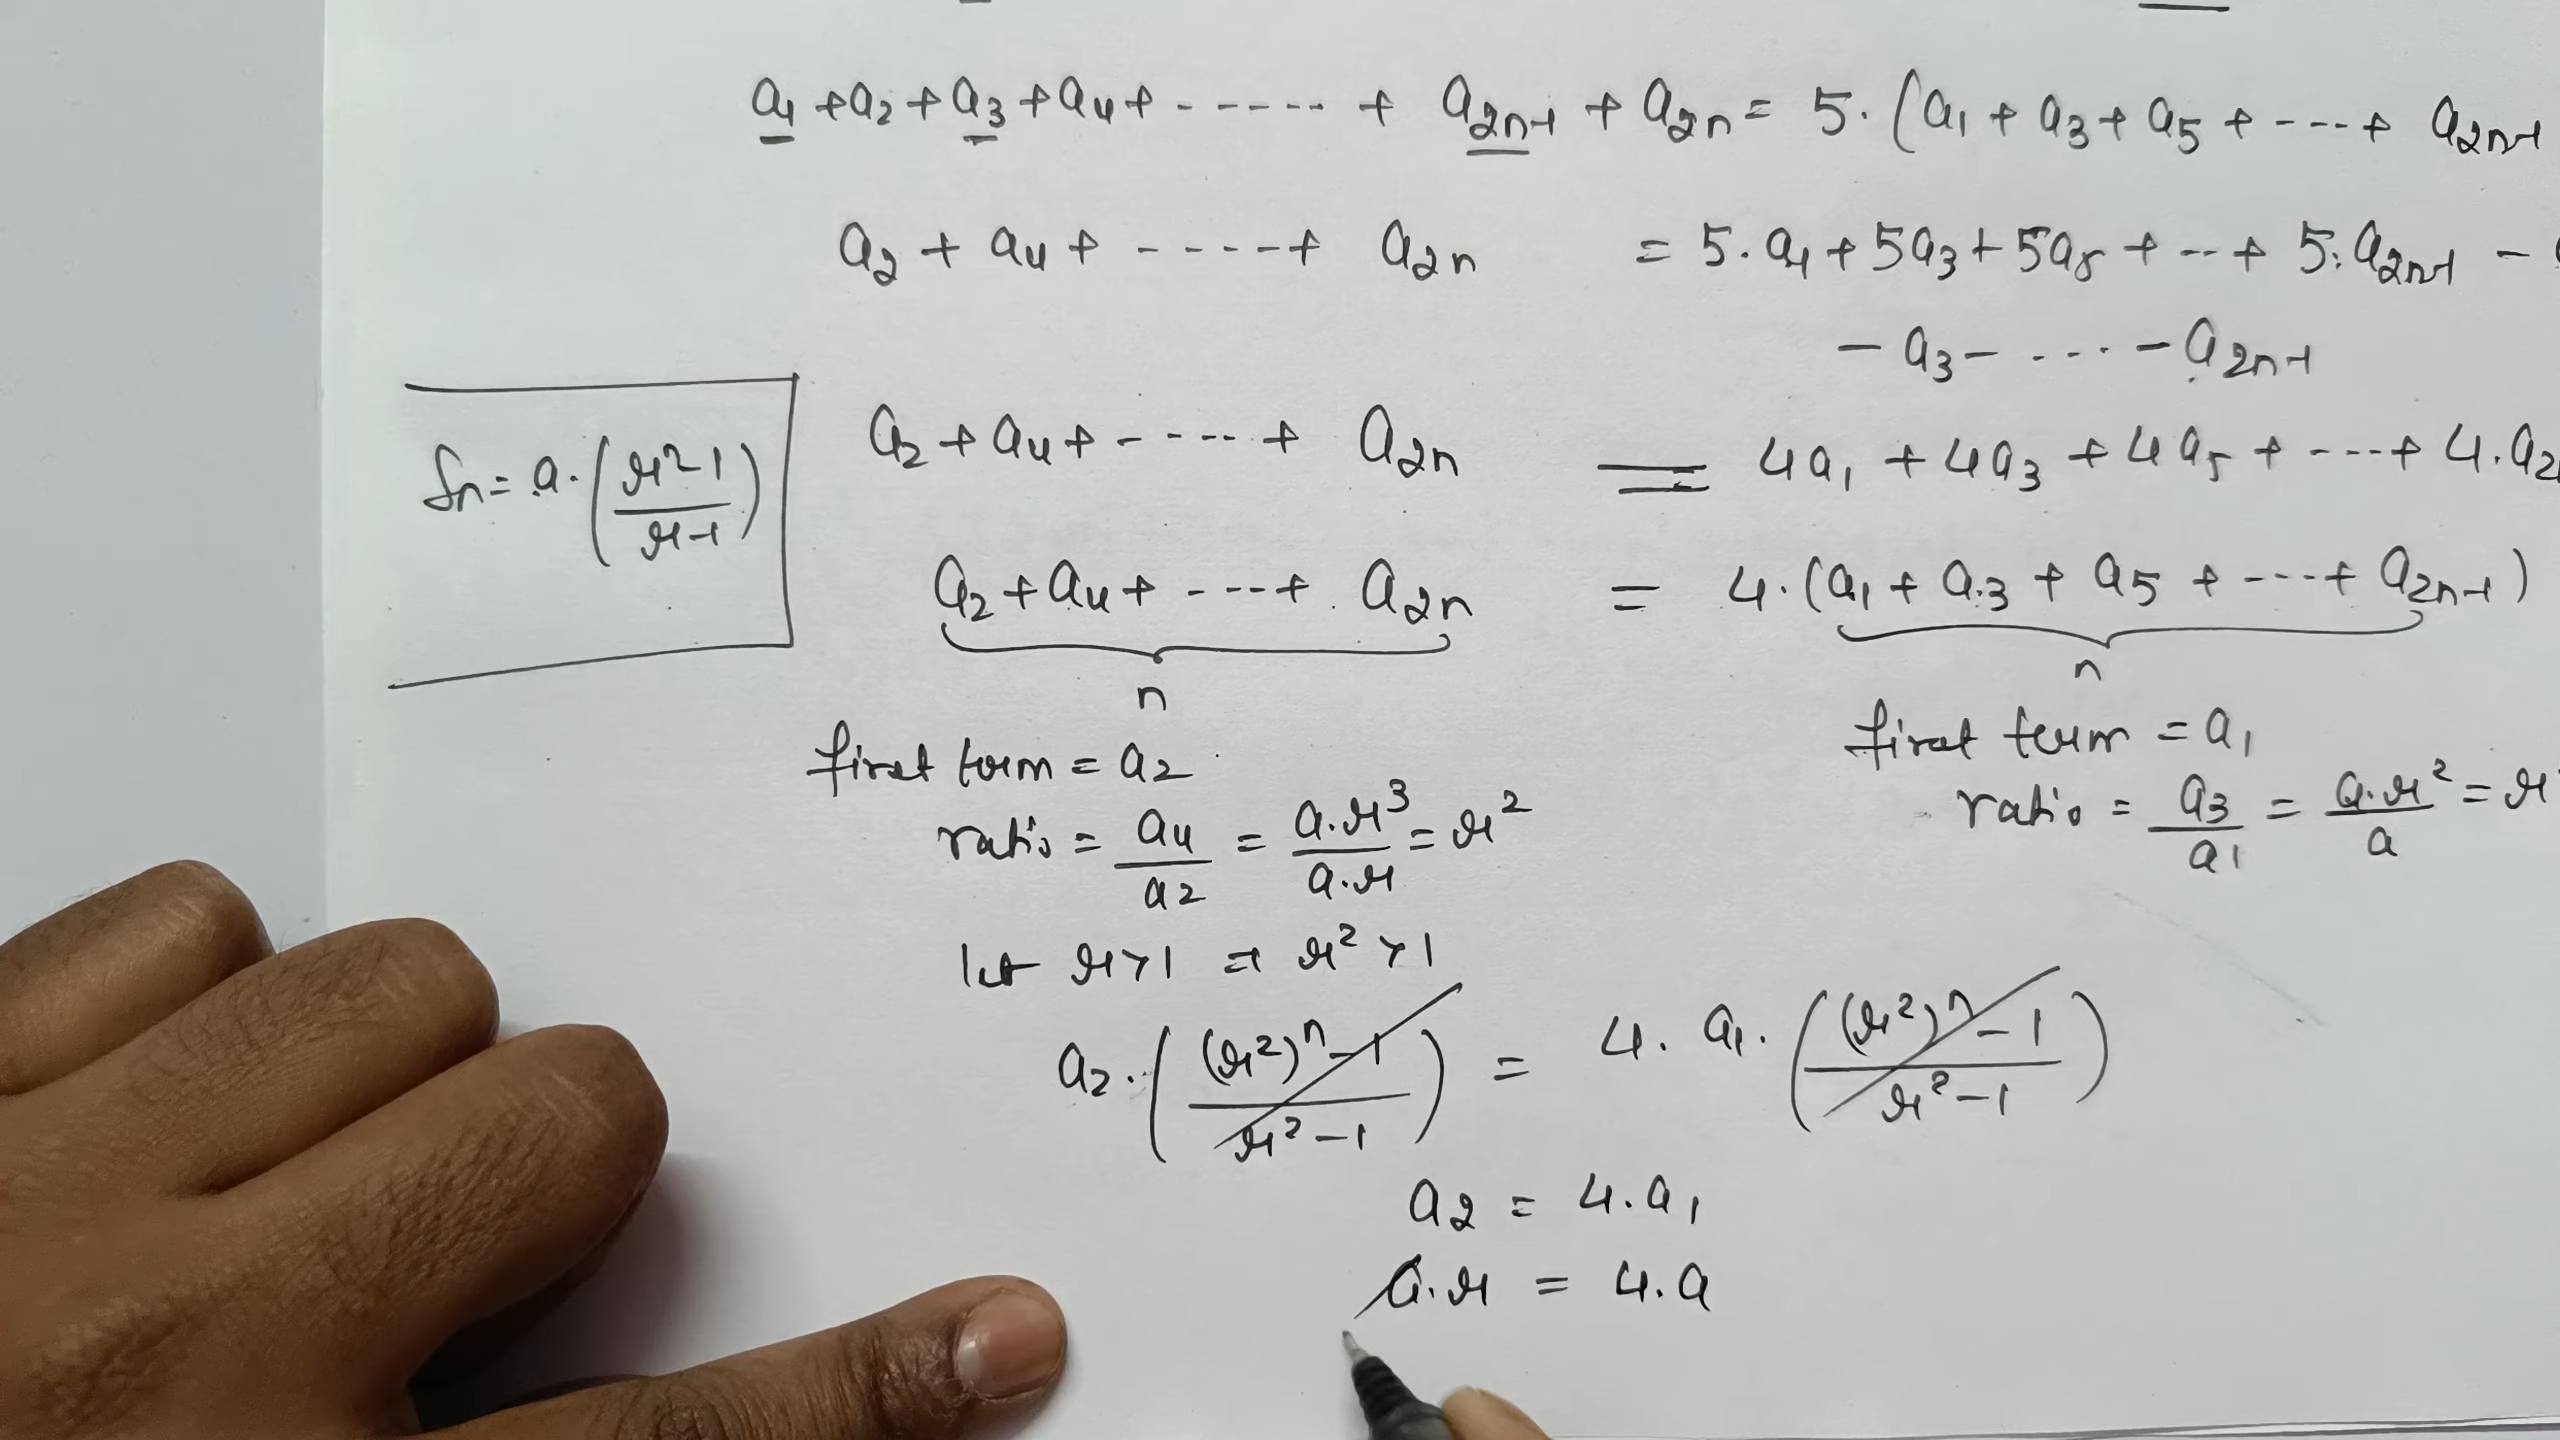 a1 + a2 + a3 + a4 + ------ + a2n-1 + a2n = 5. (a1 + a3 + a5 + ---+ a2n-1
a2 + a4 + -----+ a2n = 5.a1 + 5a3 + 5a5 + --+ 5.a2n-1 -
- a3 - .... - a2n-1
a2 + a4 + ----- + a2n = 4a1 + 4a3 + 4a5 + ---+ 4.a2
Sn = a. (r^n-1 / r-1)
a2 + a4 + ---+ a2n = 4.(a1 + a3 + a5 + ---+ a2n-1)
n n
first term = a2 first term = a1
ratio = a4/a2 = a.r^3/a.r = r^2 ratio = a3/a1 = a.r^2/a = r
let r>1 ⇒ r^2 >1
a2. ((r^2)^n - 1 / r^2 - 1) = 4. a1. ((r^2)^n - 1 / r^2 - 1)
a2 = 4.a1
a.r = 4.a